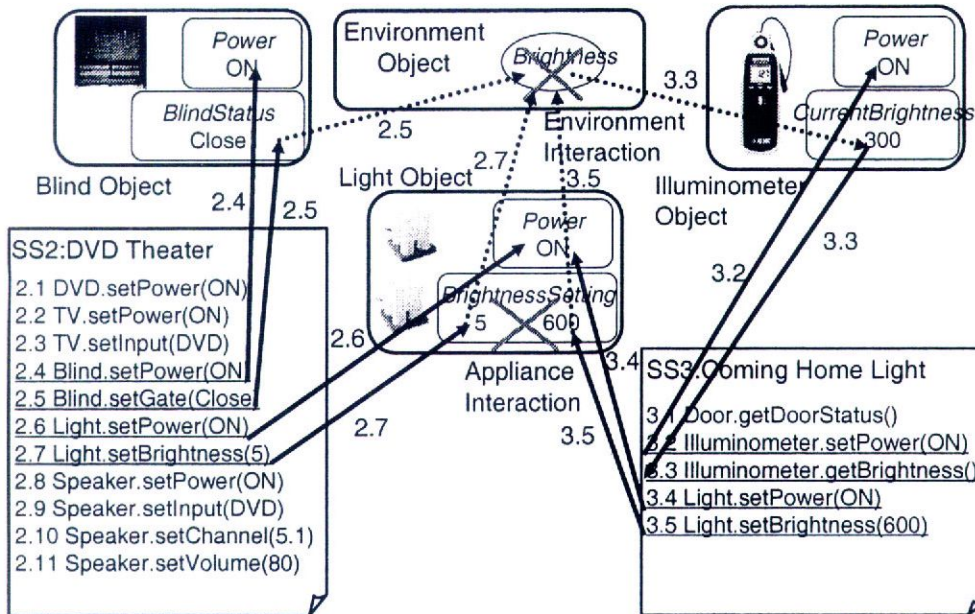 Power
ON
BlindStatus
Close
Blind Object
Environment
Object
Brightness
2.5
3.3
Environment
Interaction
2.7
3.5
Power
ON
CurrentBrightness
300
Illuminometer
Object
Light Object
Power
ON
BrightnessSetting
5 600
Appliance
Interaction
2.4
2.5
2.6
2.7
3.2
3.3
3.4
3.5
SS2:DVD Theater
2.1 DVD.setPower(ON)
2.2 TV.setPower(ON)
2.3 TV.setInput(DVD)
2.4 Blind.setPower(ON)
2.5 Blind.setGate(Close)
2.6 Light.setPower(ON)
2.7 Light.setBrightness(5)
2.8 Speaker.setPower(ON)
2.9 Speaker.setInput(DVD)
2.10 Speaker.setChannel(5.1)
2.11 Speaker.setVolume(80)
SS3:Coming Home Light
3.1 Door.getDoorStatus()
3.2 Illuminometer.setPower(ON)
3.3 Illuminometer.getBrightness()
3.4 Light.setPower(ON)
3.5 Light.setBrightness(600)